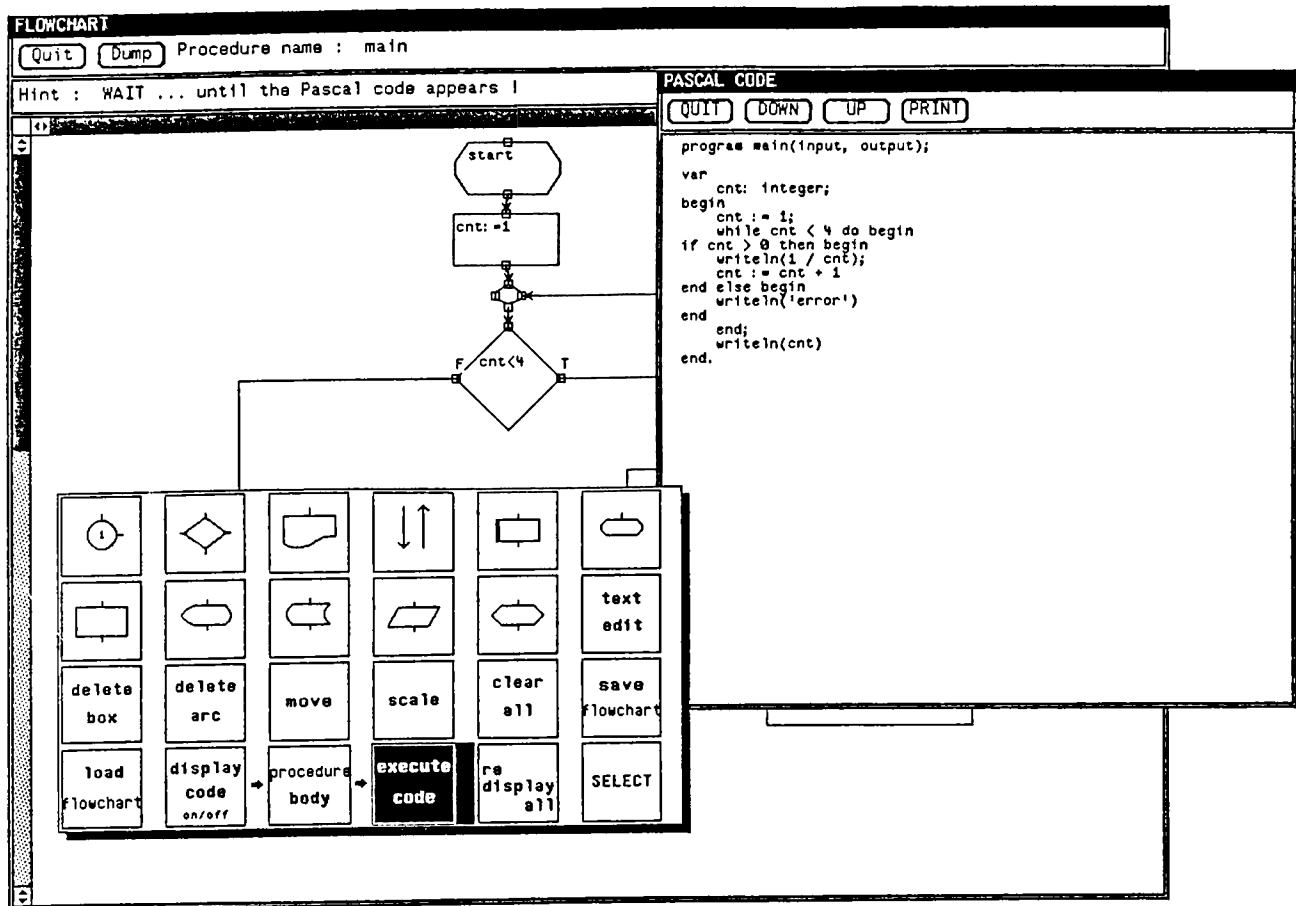 FLOWCHART
Quit Dump Procedure name : main
Hint : WAIT ... until the Pascal code appears !
start
cnt:=1
F cnt<4 T
PASCAL CODE
QUIT DOWN UP PRINT
program main(input, output);
var
cnt: integer;
begin
cnt := 1;
while cnt < 4 do begin
if cnt > 0 then begin
writeln(1 / cnt);
cnt := cnt + 1
end else begin
writeln('error')
end
end;
writeln(cnt)
end.
1
text
edit
delete
box
delete
arc
move
scale
clear
all
save
flowchart
load
flowchart
display
code
on/off
procedure
body
execute
code
re
display
all
SELECT